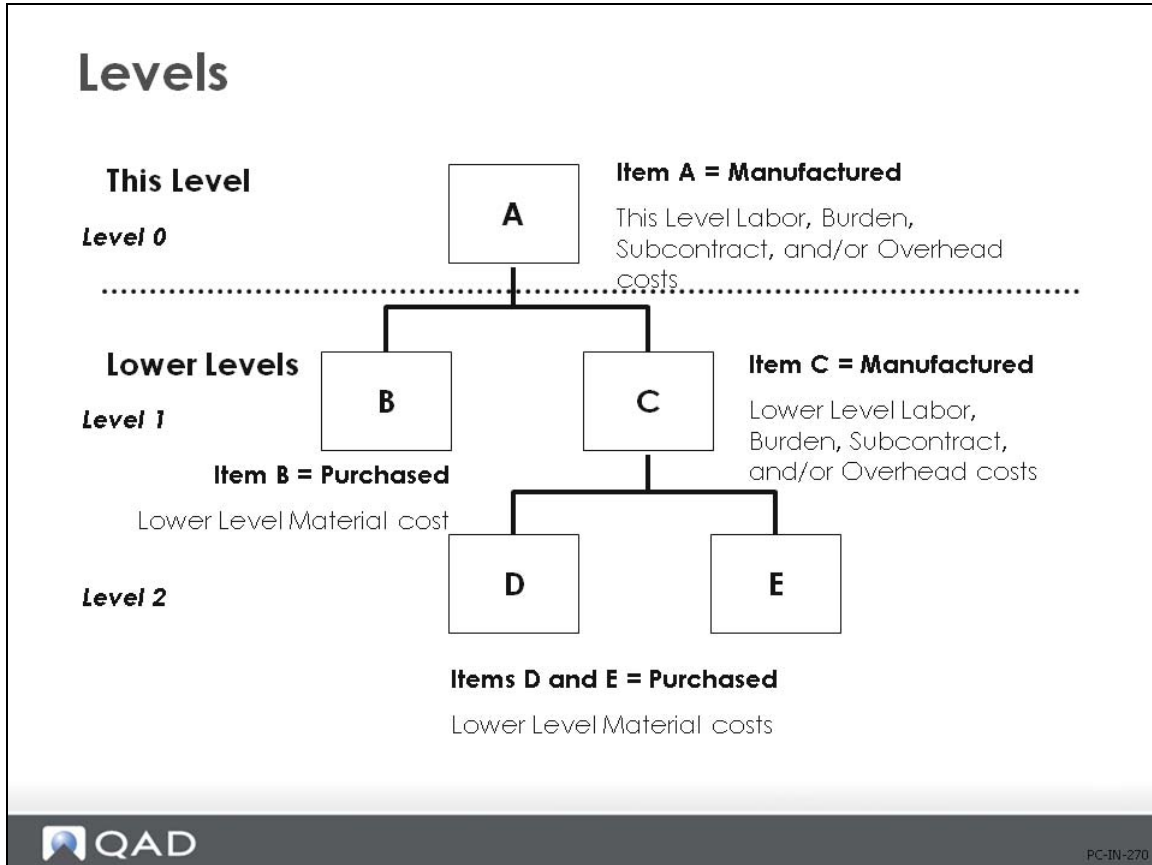 Levels
This Level
Level 0
A
Item A = Manufactured
This Level Labor, Burden,
Subcontract, and/or Overhead
costs
Lower Levels
Level 1
B
C
Item C = Manufactured
Lower Level Labor,
Burden, Subcontract,
and/or Overhead costs
Item B = Purchased
Lower Level Material cost
Level 2
D
E
Items D and E = Purchased
Lower Level Material costs
QAD
PC-IN-270